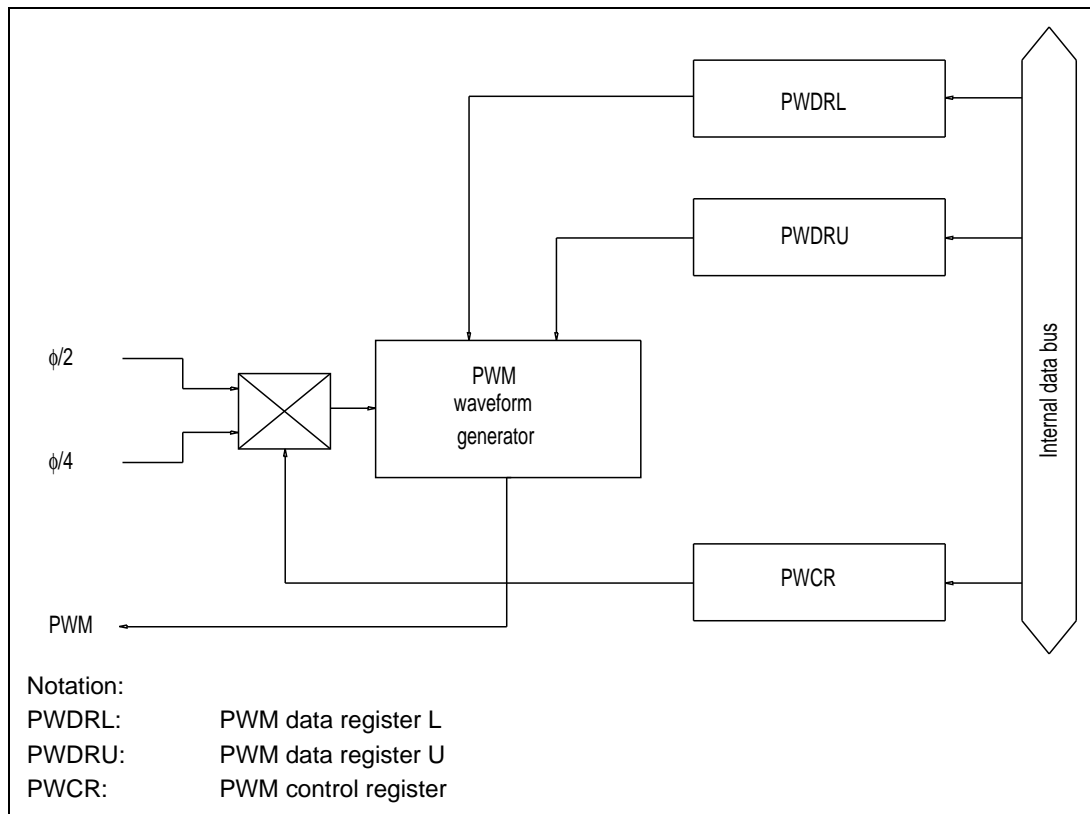 PWDRL
PWDRU
Internal data bus
ϕ/2
PWM
waveform
generator
ϕ/4
PWCR
PWM
Notation:
PWDRL: PWM data register L
PWDRU: PWM data register U
PWCR: PWM control register